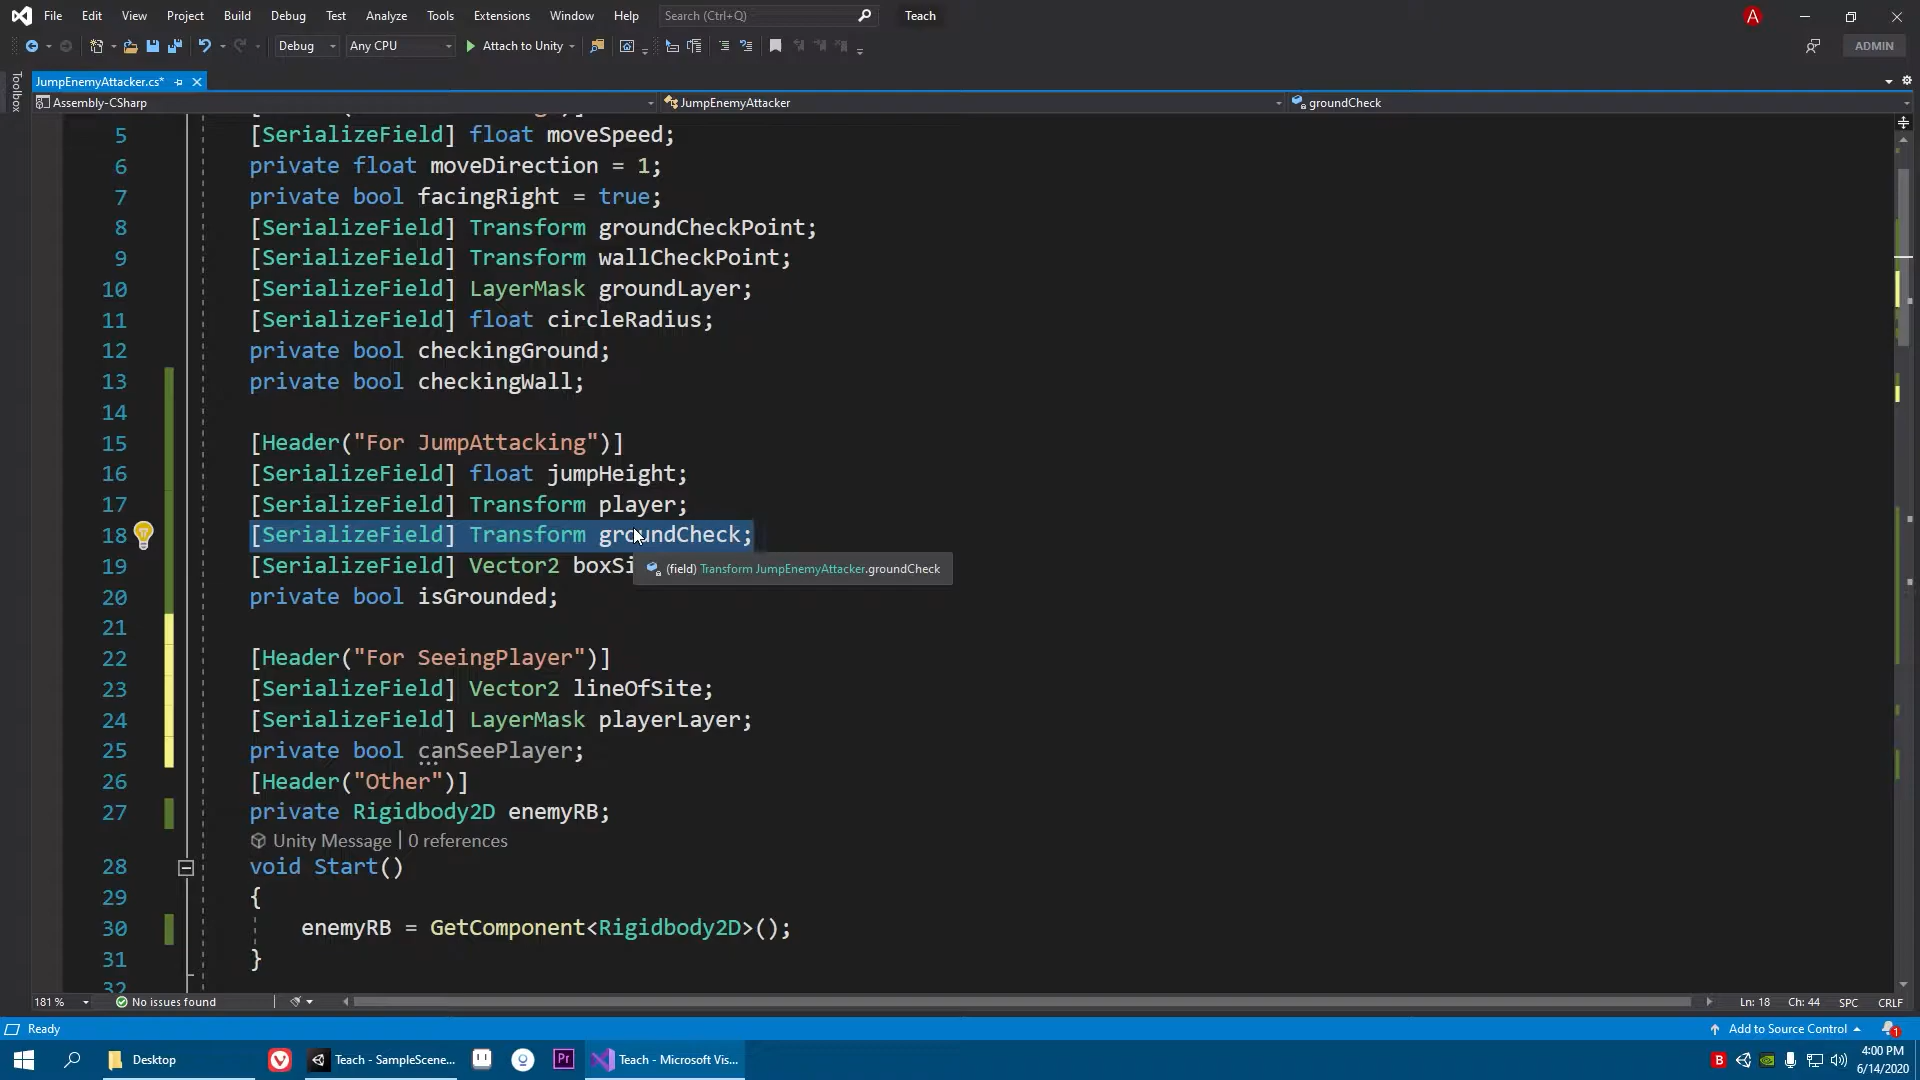 File Edit View Project Build Debug Test Analyze Tools Extensions Window Help Search (Ctrl+Q) Teach A
Debug Any CPU Attach to Unity ADMIN
Toolbox
JumpEnemyAttacker.cs*
Assembly-CSharp JumpEnemyAttacker groundCheck
5 [SerializeField] float moveSpeed;
6 private float moveDirection = 1;
7 private bool facingRight = true;
8 [SerializeField] Transform groundCheckPoint;
9 [SerializeField] Transform wallCheckPoint;
10 [SerializeField] LayerMask groundLayer;
11 [SerializeField] float circleRadius;
12 private bool checkingGround;
13 private bool checkingWall;
14
15 [Header("For JumpAttacking")]
16 [SerializeField] float jumpHeight;
17 [SerializeField] Transform player;
18 [SerializeField] Transform groundCheck;
19 [SerializeField] Vector2 boxSi
(field) Transform JumpEnemyAttacker.groundCheck
20 private bool isGrounded;
21
22 [Header("For SeeingPlayer")]
23 [SerializeField] Vector2 lineOfSite;
24 [SerializeField] LayerMask playerLayer;
25 private bool canSeePlayer;
26 [Header("Other")]
27 private Rigidbody2D enemyRB;
Unity Message | 0 references
28 void Start()
29 {
30 enemyRB = GetComponent<Rigidbody2D>();
31 }
32
181 % No issues found Ln: 18 Ch: 44 SPC CRLF
Ready Add to Source Control 1
Desktop Teach - SampleScene... Pr Teach - Microsoft Vis... B 4:00 PM
6/14/2020